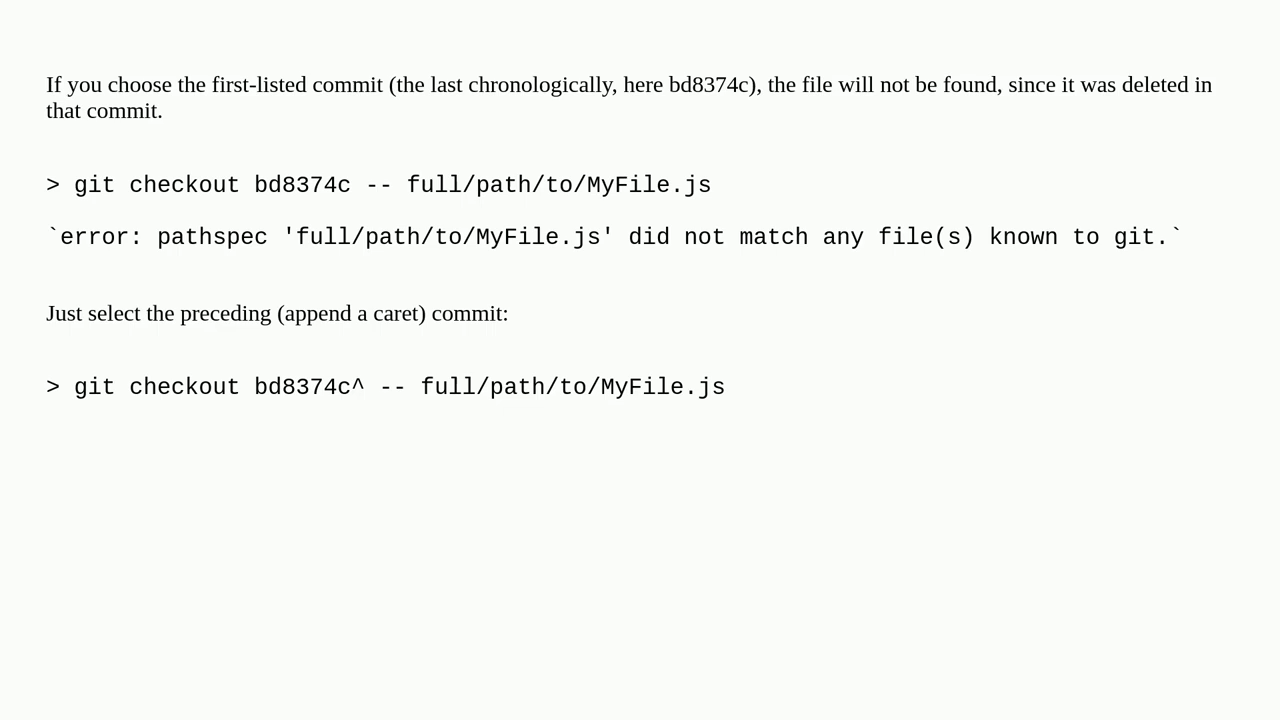 If you choose the first-listed commit (the last chronologically, here bd8374c), the file will not be found, since it was deleted in
that commit.
> git checkout bd8374c -- full/path/to/MyFile.js
`error: pathspec 'full/path/to/MyFile.js' did not match any file(s) known to git.`
Just select the preceding (append a caret) commit:
> git checkout bd8374c^ -- full/path/to/MyFile.js